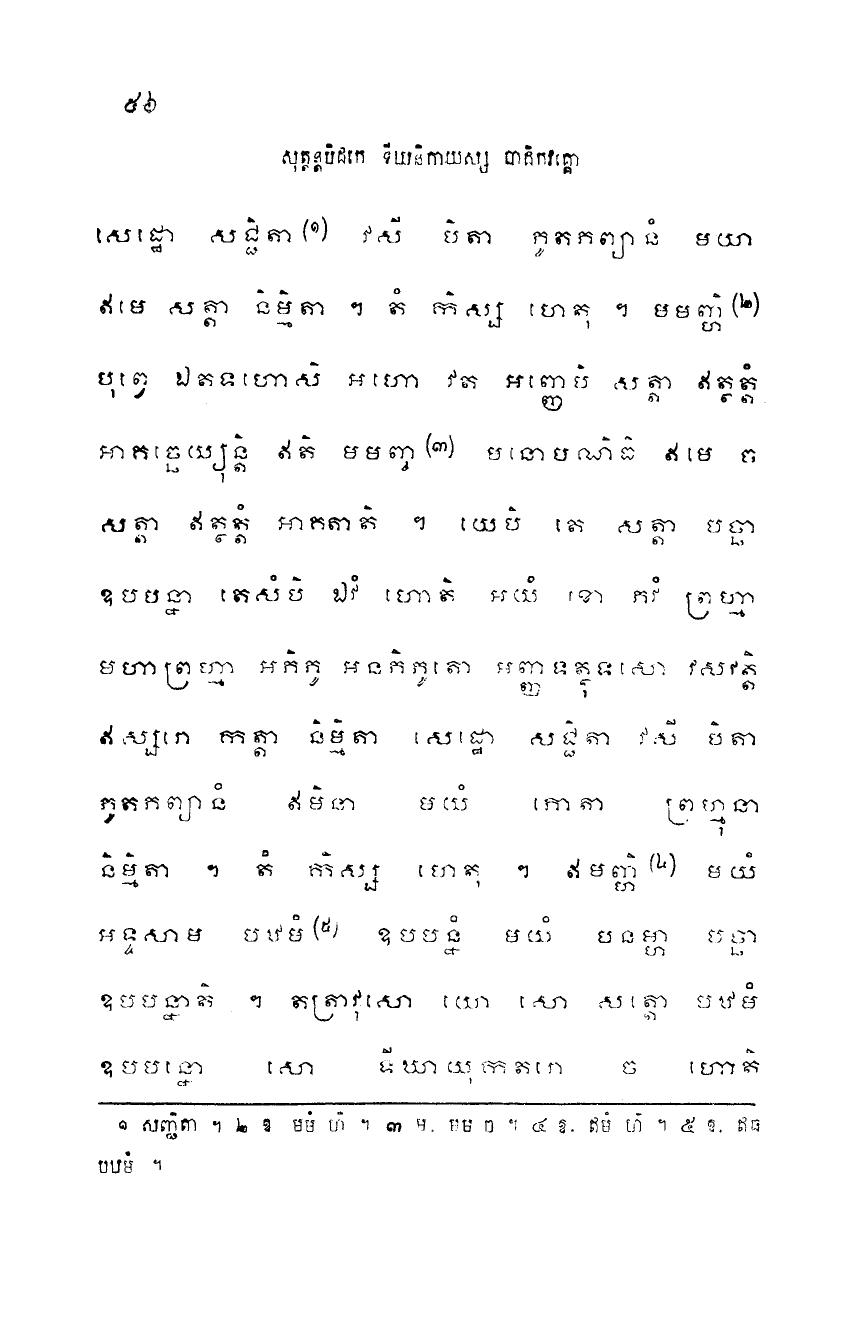 ៥៦
សុត្តន្តបិដកេ ទីឃនិកាយស្ស បាដិកវគ្គោ
សេដ្ឋោ សជ្ជិតា(១) វសី បិតា ភូតភព្យានំ មយា
ឥមេ សត្តា និម្មិតា ។ តំ កិស្ស ហេតុ ។ មមញ្ហិ(២)
បុព្វេ ឯតទហោសិ អហោ វត អញ្ញេបិ សត្តា ឥត្ថត្តំ
អាគច្ឆេយ្យុន្តិ ឥតិ មមញ្ច(៣) មនោបណិធិ ឥមេ ច
សត្តា ឥត្ថត្តំ អាគតាតិ ។ យេបិ តេ សត្តា បច្ឆា
ឧបបន្នា តេសំបិ ឯវំ ហោតិ អយំ ខោ ភវំ ព្រហ្មា
មហាព្រហ្មា អភិភូ អនភិភូតោ អញ្ញទត្ថុទសោ វសវត្តិ
ឥស្សរោ កត្តា និម្មិតា សេដ្ឋោ សជ្ជិតា វសី បិតា
ភូតភព្យានំ ឥមិនា មយំ ភោតា ព្រហ្មុនា
និម្មិតា ។ តំ កិស្ស ហេតុ ។ ឥមញ្ហិ(៤) មយំ
អទ្ទសាម បឋមំ(៥) ឧបបន្នំ មយំ បនម្ហា បច្ឆា
ឧបបន្នាតិ ។ តត្រាវុសោ យោ សោ សត្តោ បឋមំ
ឧបបន្នោ សោ ទីឃាយុកតរោ ច ហោតិ
១ សញ្ជិតា ។ ២ ឱ មមំ ហិ ។ ៣ ម. មម ច ។ ៤ ឱ. ឥមំ ហិ ។ ៥ ឱ. ឥធ
បឋមំ ។